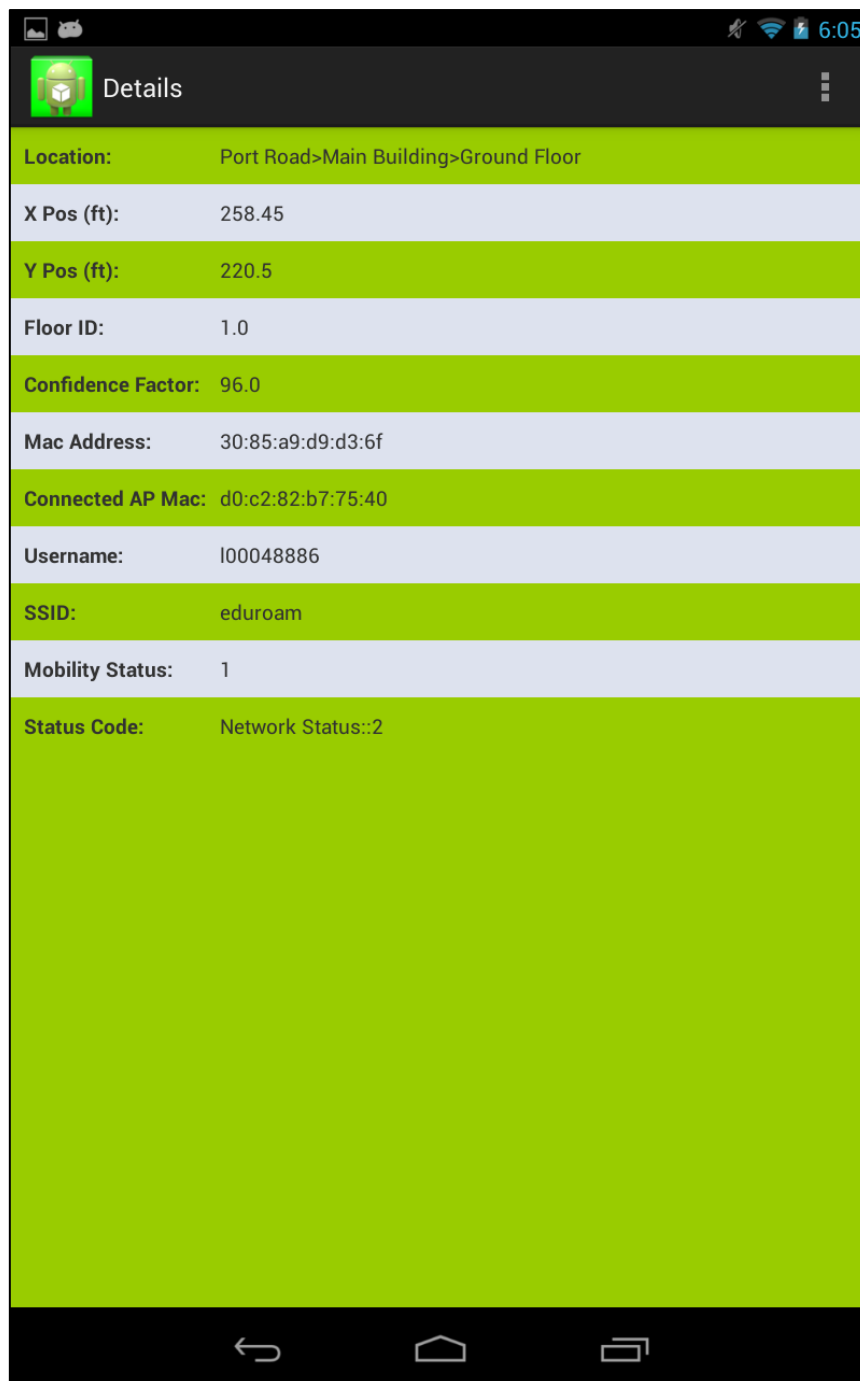 6:05
Details
Location: Port Road>Main Building>Ground Floor
X Pos (ft): 258.45
Y Pos (ft): 220.5
Floor ID: 1.0
Confidence Factor: 96.0
Mac Address: 30:85:a9:d9:d3:6f
Connected AP Mac: d0:c2:82:b7:75:40
Username: l00048886
SSID: eduroam
Mobility Status: 1
Status Code: Network Status::2